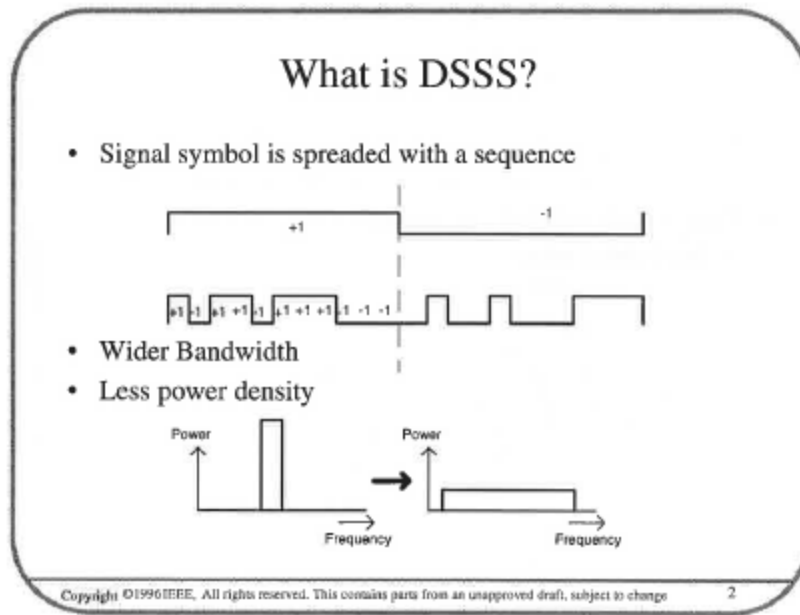 What is DSSS?
• Signal symbol is spreaded with a sequence
+1 -1
+1 -1 +1 +1 -1 +1 +1 +1 -1 -1 -1
• Wider Bandwidth
• Less power density
Power Power
Frequency Frequency
Copyright ©1996 IEEE, All rights reserved. This contains parts from an unapproved draft, subject to change 2